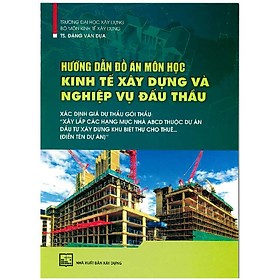 TRƯỜNG ĐẠI HỌC XÂY DỰNG
BỘ MÔN KINH TẾ XÂY DỰNG
TS. ĐẶNG VĂN DỰA
HƯỚNG DẪN ĐỒ ÁN MÔN HỌC
KINH TẾ XÂY DỰNG VÀ
NGHIỆP VỤ ĐẤU THẦU
XÁC ĐỊNH GIÁ DỰ THẦU GÓI THẦU
"XÂY LẮP CÁC HẠNG MỤC NHÀ ABCD THUỘC DỰ ÁN
ĐẦU TƯ XÂY DỰNG KHU BIỆT THỰ CHO THUÊ...
(ĐIỀN TÊN DỰ ÁN)"
NHÀ XUẤT BẢN XÂY DỰNG